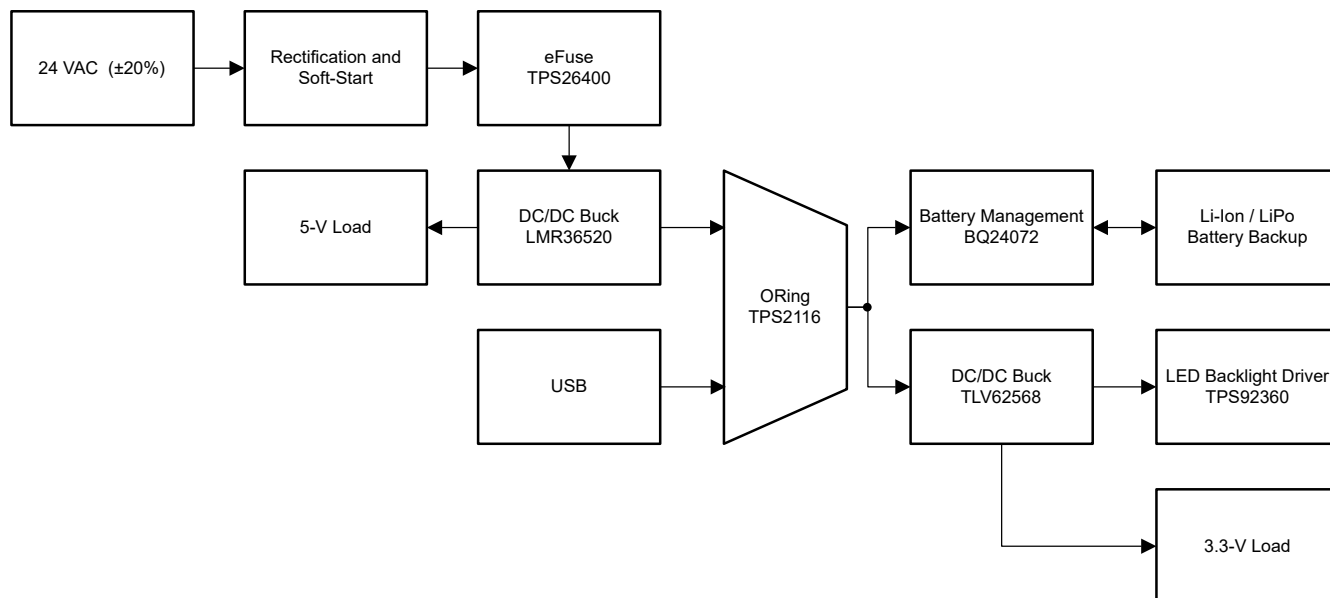 24 VAC (±20%)
Rectification and
Soft-Start
eFuse
TPS26400
5-V Load
DC/DC Buck
LMR36520
ORing
TPS2116
Battery Management
BQ24072
Li-Ion / LiPo
Battery Backup
USB
DC/DC Buck
TLV62568
LED Backlight Driver
TPS92360
3.3-V Load